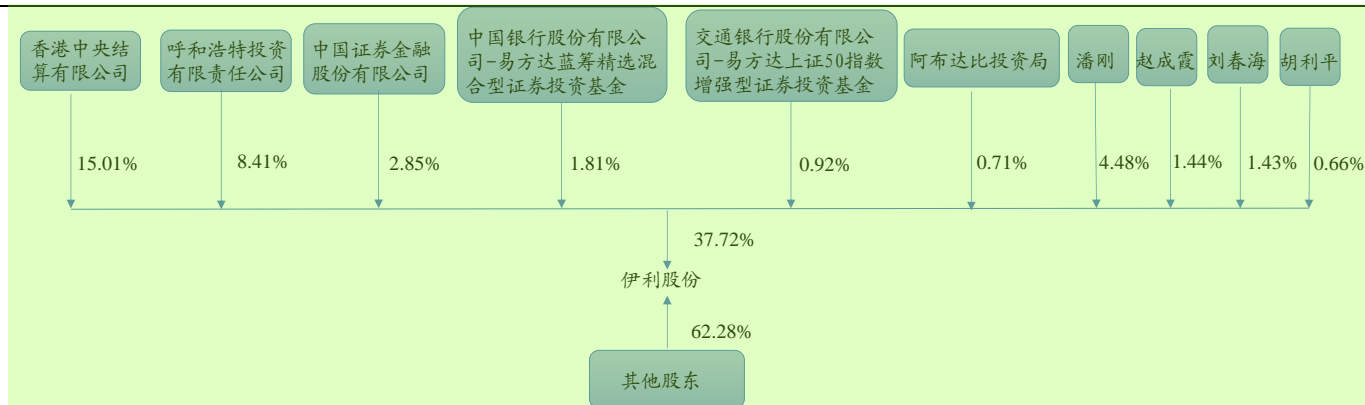 香港中央结
算有限公司
呼和浩特投资
有限责任公司
中国证券金融
股份有限公司
中国银行股份有限公
司-易方达蓝筹精选混
合型证券投资基金
交通银行股份有限公
司-易方达上证50指数
增强型证券投资基金
阿布达比投资局
潘刚
赵成霞
刘春海
胡利平
15.01%
8.41%
2.85%
1.81%
0.92%
0.71%
4.48%
1.44%
1.43%
0.66%
37.72%
伊利股份
62.28%
其他股东